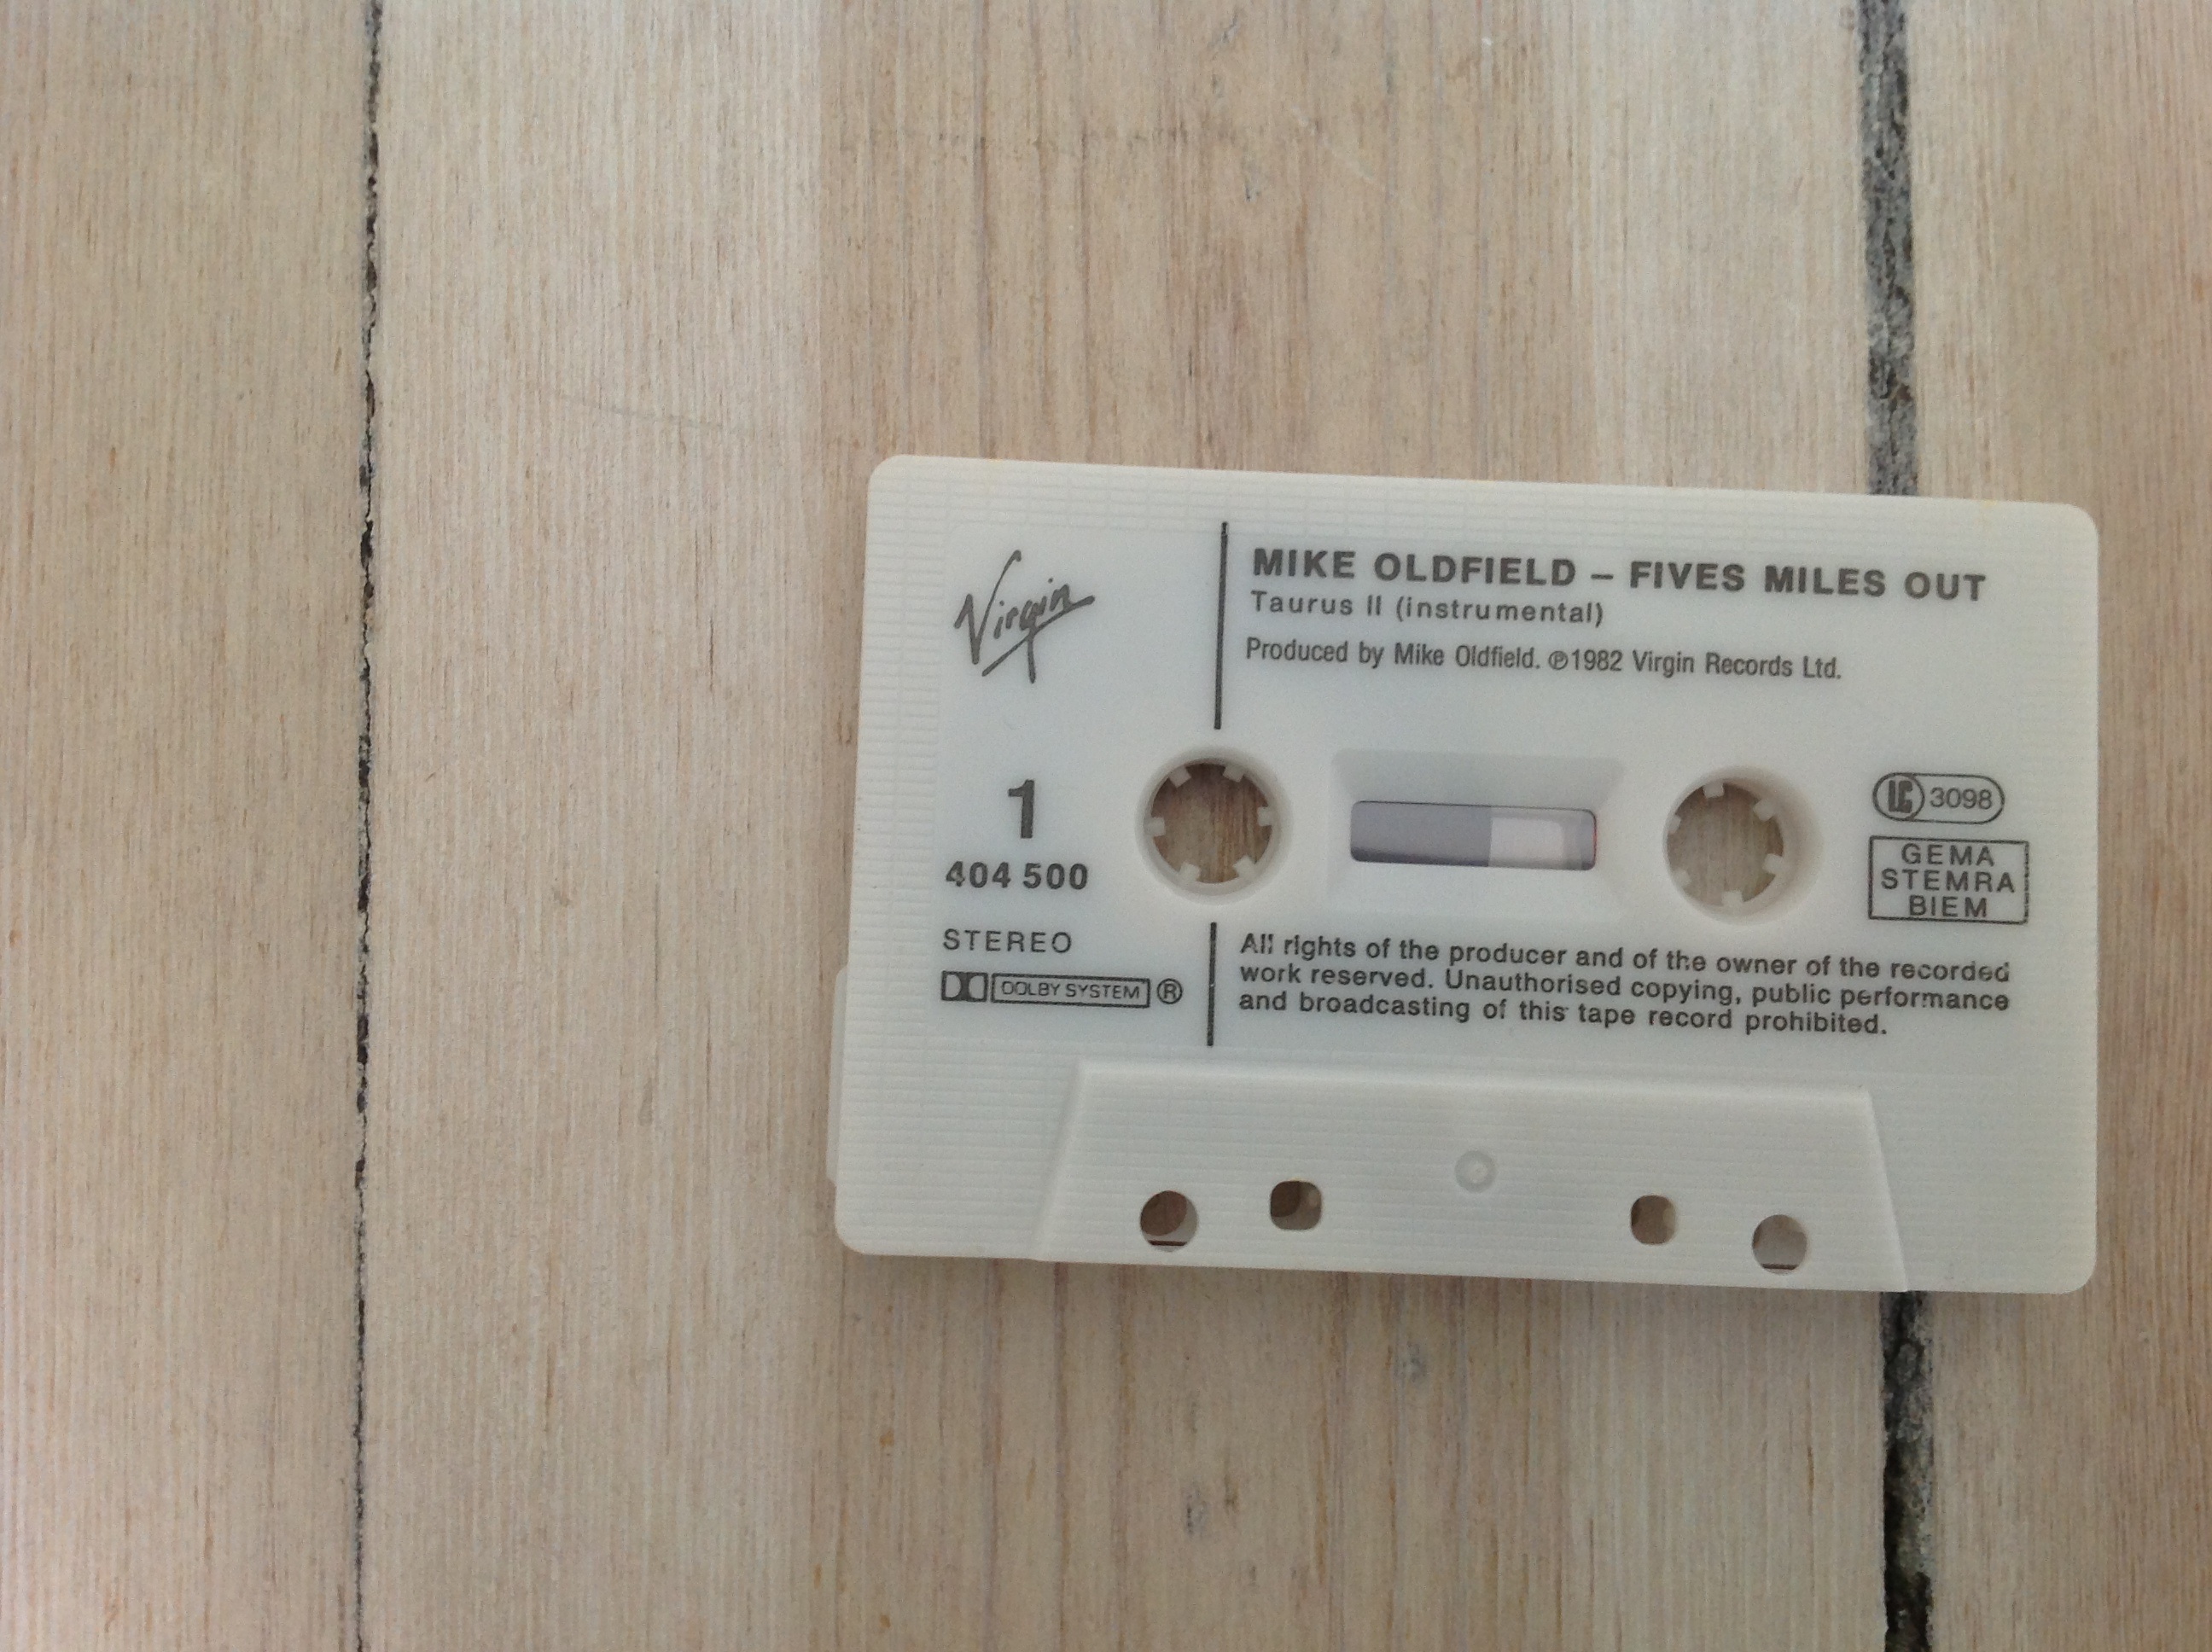 Virgin
MIKE OLDFIELD – FIVES MILES OUT
Taurus II (instrumental)
Produced by Mike Oldfield. ℗1982 Virgin Records Ltd.
1
404 500
STEREO
DOLBY SYSTEM ®
LC 3098
GEMA
STEMRA
BIEM
All rights of the producer and of the owner of the recorded
work reserved. Unauthorised copying, public performance
and broadcasting of this tape record prohibited.